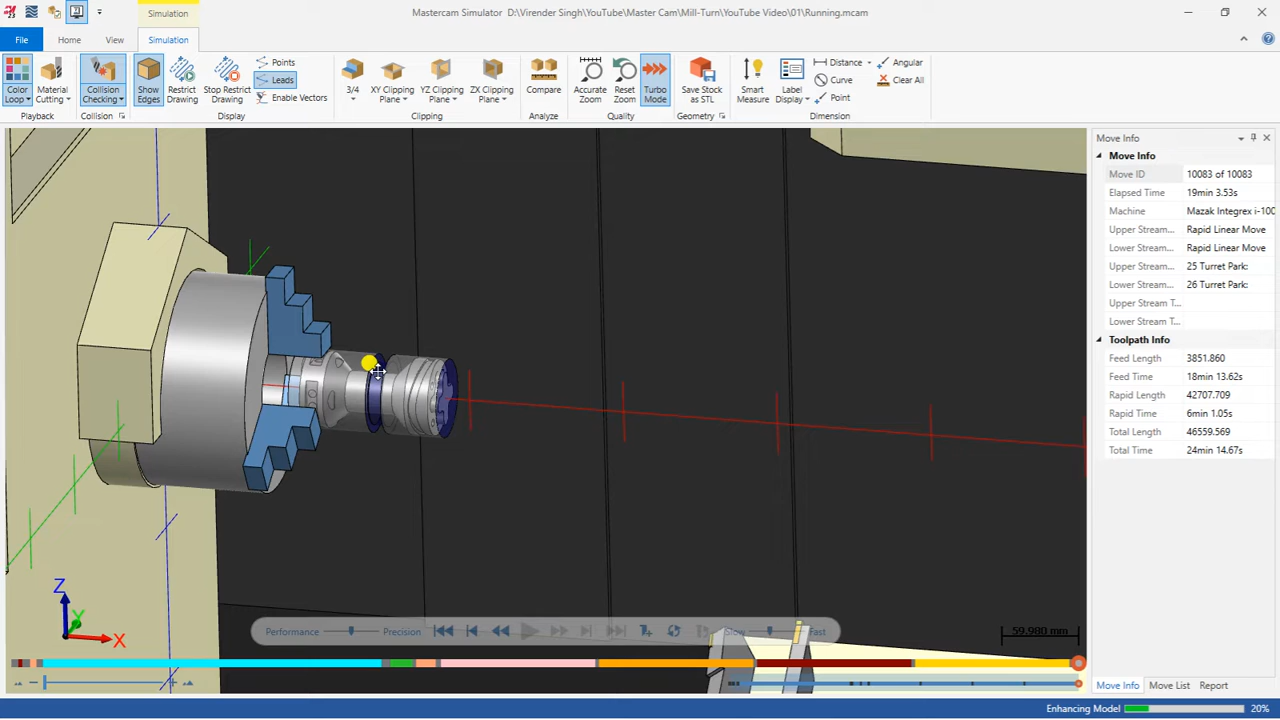 Simulation
Mastercam Simulator D:\Virender Singh\YouTube\Master Cam\Mill-Turn\YouTube Video\01\Running.mcam
File Home View Simulation
Color Loop
Material Cutting
Playback
Collision Checking
Collision
Show Edges
Restrict Drawing
Stop Restrict Drawing
Points
Leads
Enable Vectors
Display
3/4
XY Clipping Plane
YZ Clipping Plane
ZX Clipping Plane
Clipping
Compare
Analyze
Accurate Zoom
Reset Zoom
Turbo Mode
Quality
Save Stock as STL
Geometry
Smart Measure
Label Display
Distance
Curve
Point
Angular
Clear All
Dimension
Move Info
Move Info
Move ID 10083 of 10083
Elapsed Time 19min 3.53s
Machine Mazak Integrex i-100
Upper Stream... Rapid Linear Move
Lower Stream... Rapid Linear Move
Upper Stream... 25 Turret Park:
Lower Stream... 26 Turret Park:
Upper Stream T...
Lower Stream T...
Toolpath Info
Feed Length 3851.860
Feed Time 18min 13.62s
Rapid Length 42707.709
Rapid Time 6min 1.05s
Total Length 46559.569
Total Time 24min 14.67s
Z
Y
X
Performance Precision
Slow Fast
59.980 mm
Move Info Move List Report
Enhancing Model 20%